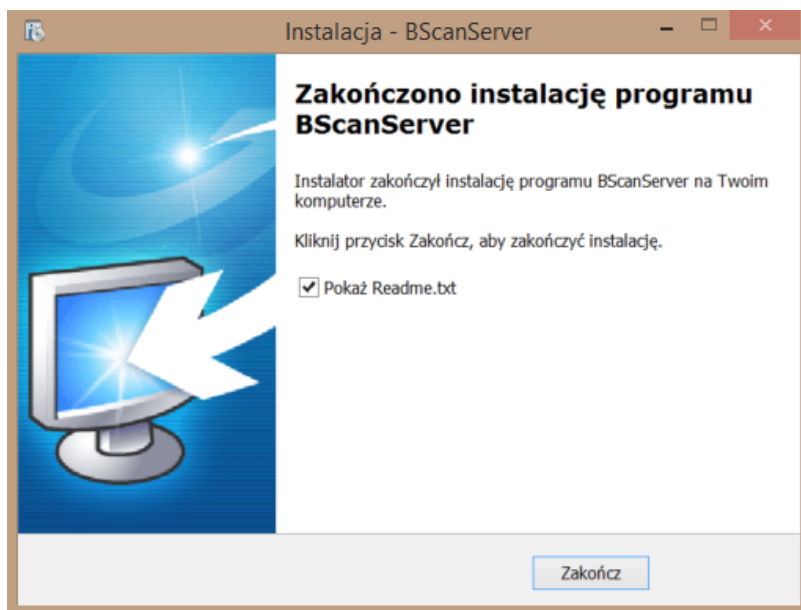 Instalacja - BScanServer
Zakończono instalację programu
BScanServer
Instalator zakończył instalację programu BScanServer na Twoim
komputerze.
Kliknij przycisk Zakończ, aby zakończyć instalację.
Pokaż Readme.txt
Zakończ